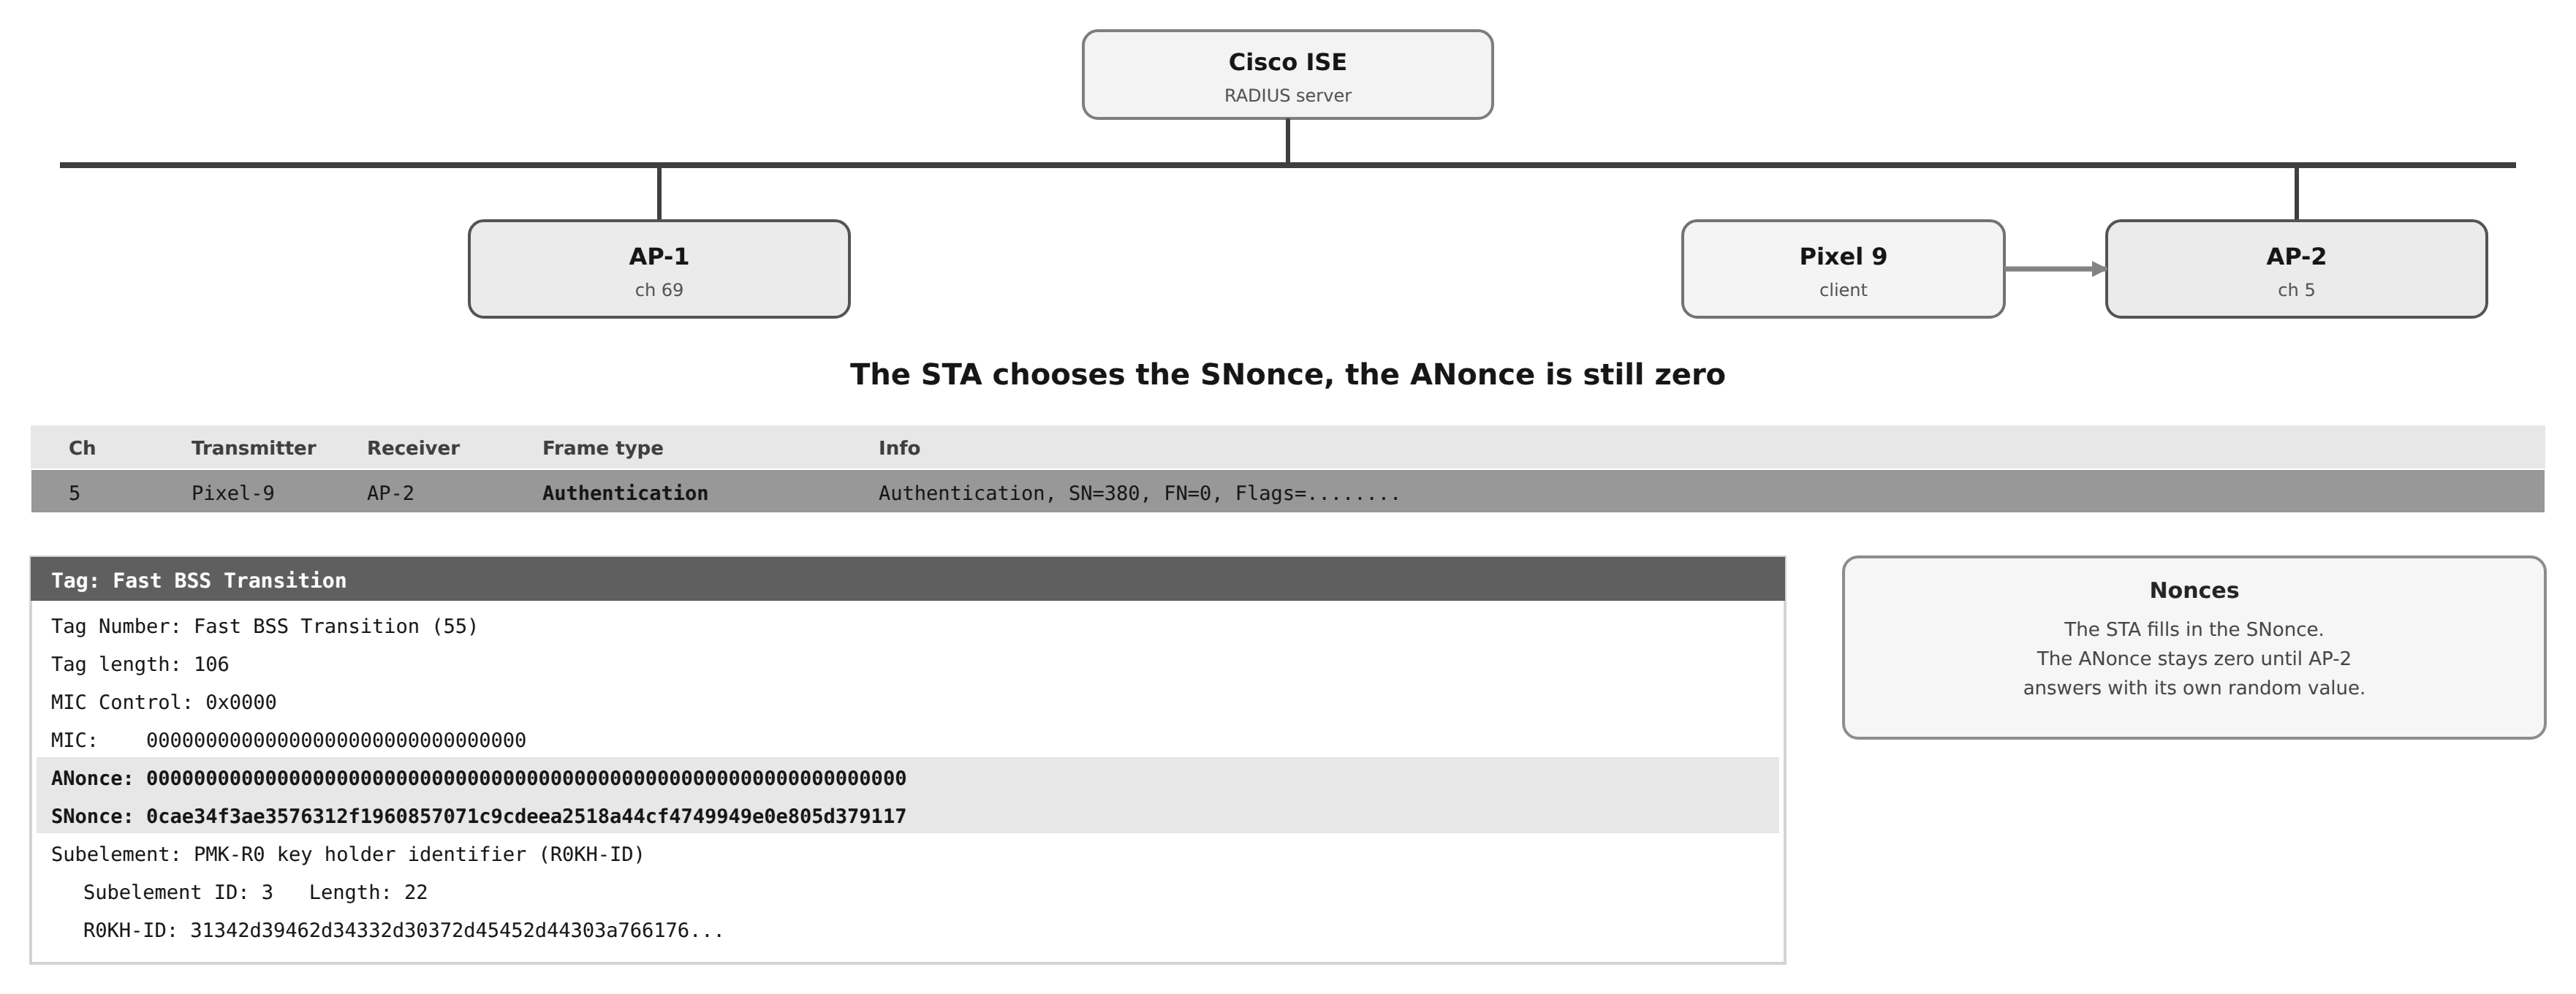 Cisco ISE
RADIUS server
AP-1
ch 69
Pixel 9
client
AP-2
ch 5
The STA chooses the SNonce, the ANonce is still zero
Ch Transmitter Receiver Frame type Info
5 Pixel-9 AP-2 Authentication Authentication, SN=380, FN=0, Flags=........
Tag: Fast BSS Transition
Tag Number: Fast BSS Transition (55)
Tag length: 106
MIC Control: 0x0000
MIC: 00000000000000000000000000000000
ANonce: 0000000000000000000000000000000000000000000000000000000000000000
SNonce: 0cae34f3ae3576312f1960857071c9cdeea2518a44cf4749949e0e805d379117
Subelement: PMK-R0 key holder identifier (R0KH-ID)
Subelement ID: 3 Length: 22
R0KH-ID: 31342d39462d34332d30372d45452d44303a766176...
Nonces
The STA fills in the SNonce.
The ANonce stays zero until AP-2
answers with its own random value.